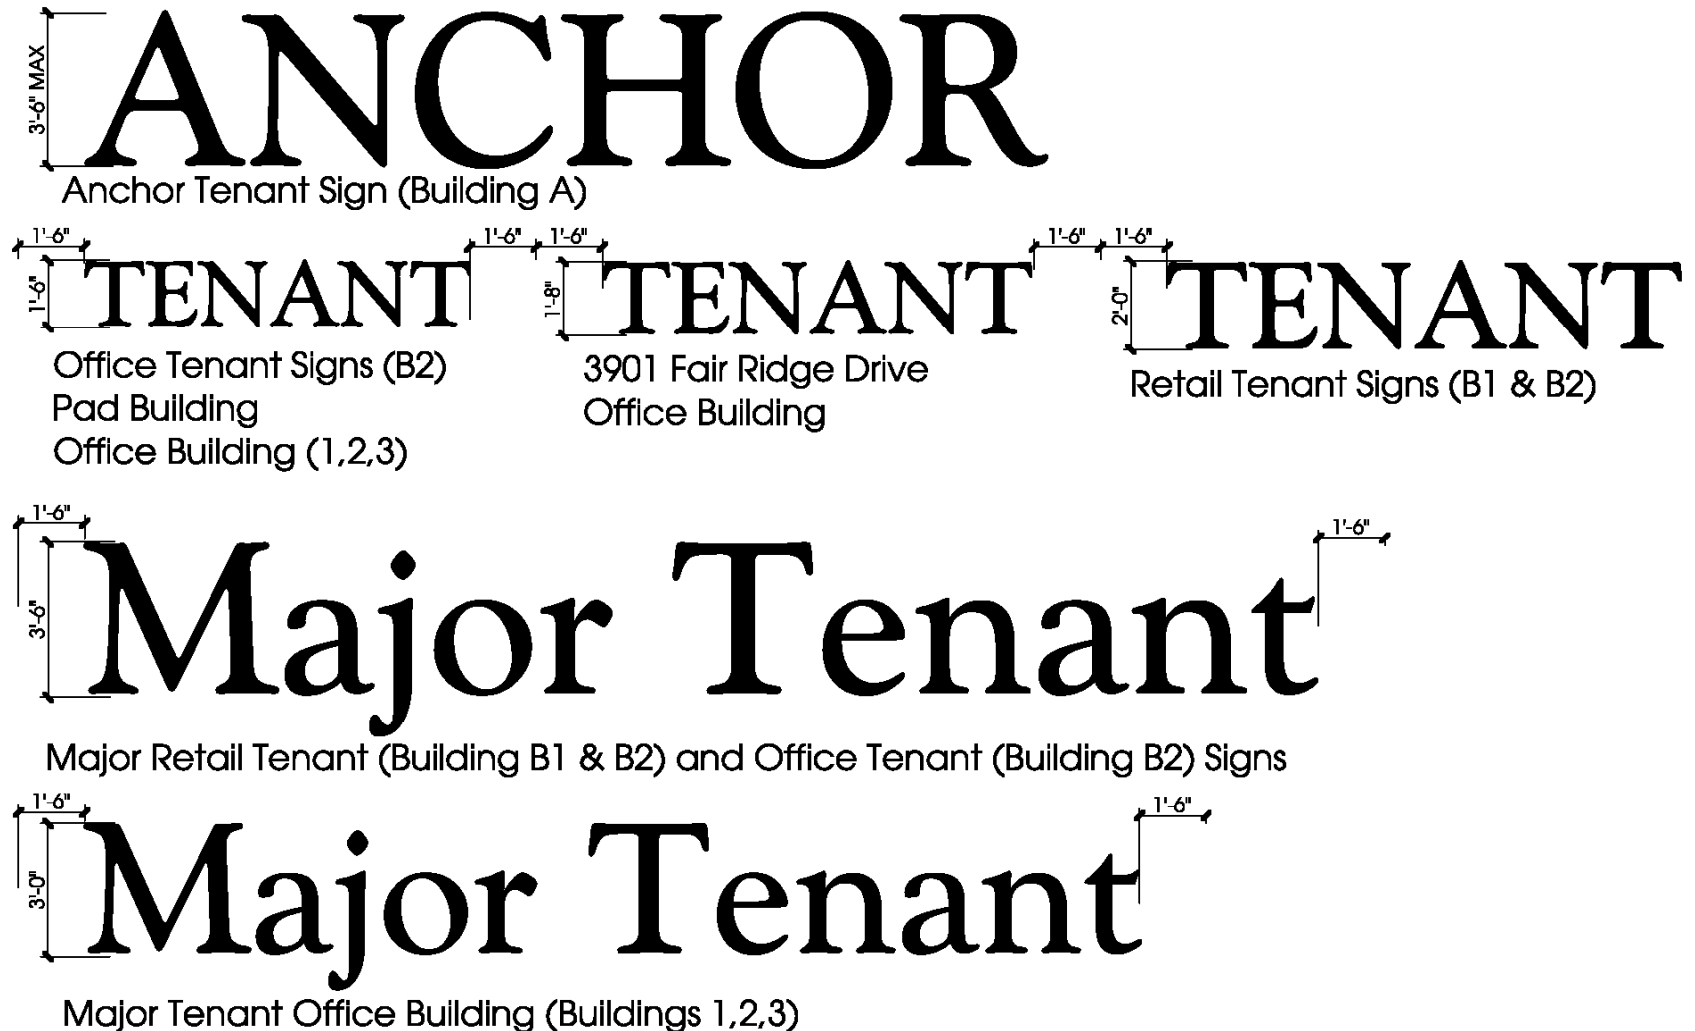 3'-6" MAX
ANCHOR
Anchor Tenant Sign (Building A)
1'-6" 1'-6" 1'-6" 1'-6" 1'-6"
1'-6" TENANT 1'-8" TENANT 2'-0" TENANT
Office Tenant Signs (B2)
Pad Building
Office Building (1,2,3)
3901 Fair Ridge Drive
Office Building
Retail Tenant Signs (B1 & B2)
1'-6" 1'-6"
3'-6" Major Tenant
Major Retail Tenant (Building B1 & B2) and Office Tenant (Building B2) Signs
1'-6" 1'-6"
3'-0" Major Tenant
Major Tenant Office Building (Buildings 1,2,3)